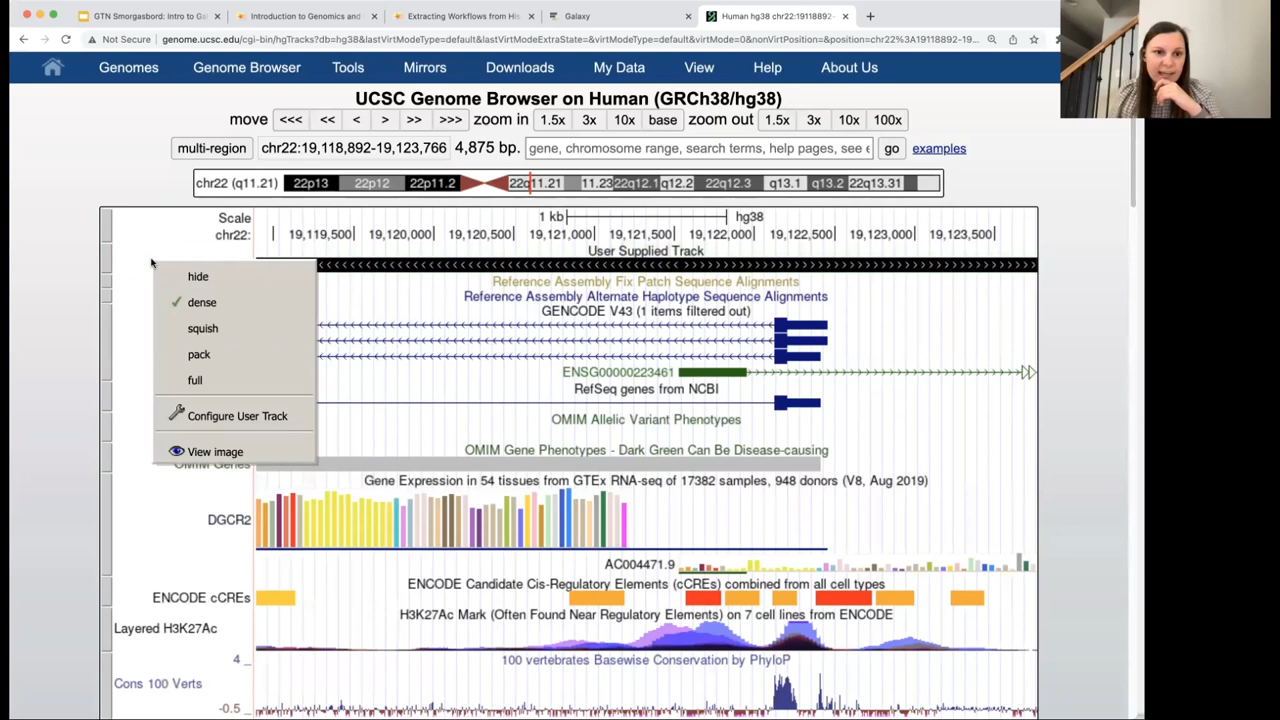 GTN Smorgasbord: Intro to Gal
Introduction to Genomics and
Extracting Workflows from His
Galaxy
Human hg38 chr22:19118892-
Not Secure
genome.ucsc.edu/cgi-bin/hgTracks?db=hg38&lastVirtModeType=default&lastVirtModeExtraState=&virtModeType=default&virtMode=0&nonVirtPosition=&position=chr22%3A19118892-19...
Genomes
Genome Browser
Tools
Mirrors
Downloads
My Data
View
Help
About Us
UCSC Genome Browser on Human (GRCh38/hg38)
move <<< << < > >> >>> zoom in 1.5x 3x 10x base zoom out 1.5x 3x 10x 100x
multi-region chr22:19,118,892-19,123,766 4,875 bp. gene, chromosome range, search terms, help pages, see e go examples
chr22 (q11.21) 22p13 22p12 22p11.2 22q11.21 11.23 22q12.1 q12.2 22q12.3 q13.1 q13.2 22q13.31
Scale 1 kb hg38
chr22: 19,119,500 19,120,000 19,120,500 19,121,000 19,121,500 19,122,000 19,122,500 19,123,000 19,123,500
User Supplied Track
hide
dense
squish
pack
full
Configure User Track
View image
Reference Assembly Fix Patch Sequence Alignments
Reference Assembly Alternate Haplotype Sequence Alignments
GENCODE V43 (1 items filtered out)
ENSG00000223461
RefSeq genes from NCBI
OMIM Allelic Variant Phenotypes
OMIM Gene Phenotypes - Dark Green Can Be Disease-causing
OMIM Genes
Gene Expression in 54 tissues from GTEx RNA-seq of 17382 samples, 948 donors (V8, Aug 2019)
DGCR2
AC004471.9
ENCODE Candidate Cis-Regulatory Elements (cCREs) combined from all cell types
ENCODE cCREs
H3K27Ac Mark (Often Found Near Regulatory Elements) on 7 cell lines from ENCODE
Layered H3K27Ac
100 vertebrates Basewise Conservation by PhyloP
4 _
Cons 100 Verts
-0.5 _